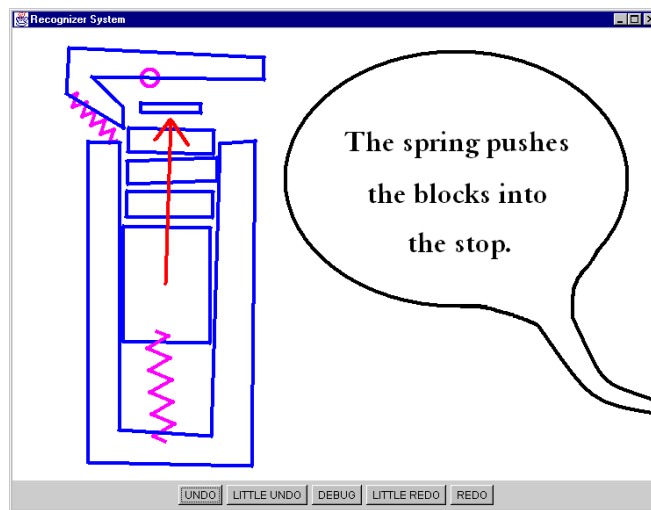 Recognizer System
The spring pushes
the blocks into
the stop.
UNDO LITTLE UNDO DEBUG LITTLE REDO REDO